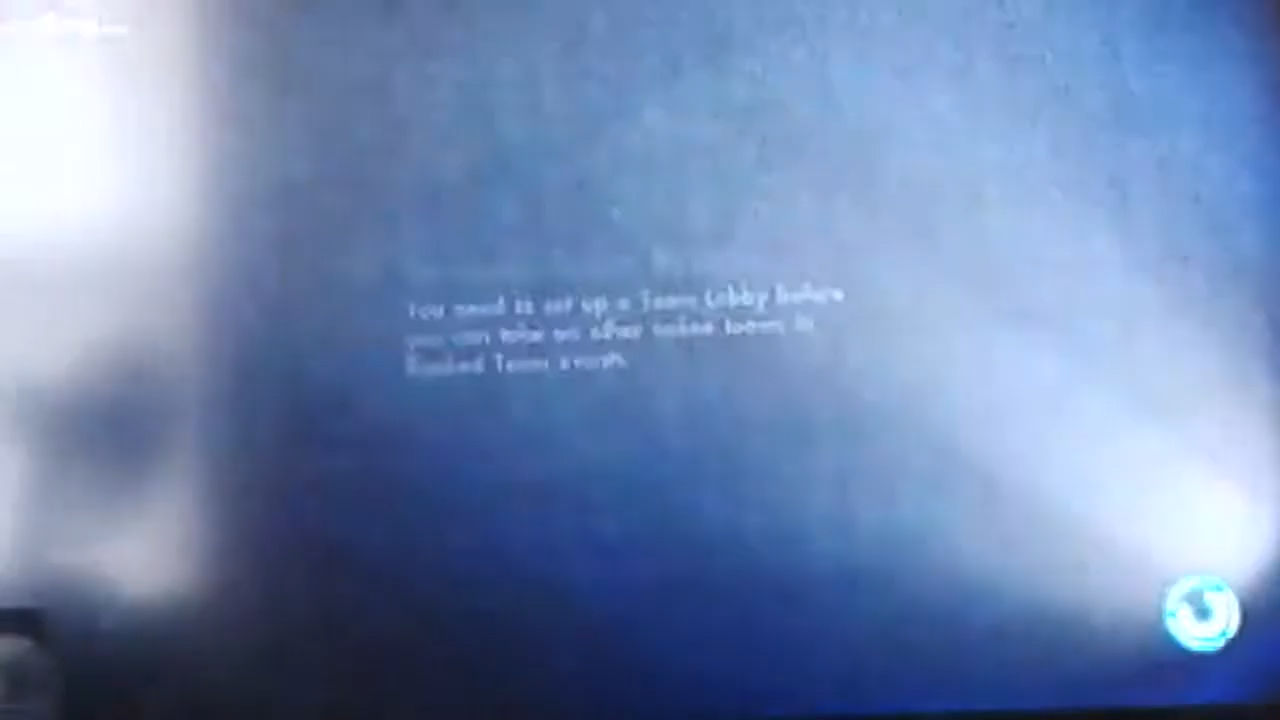 You need to set up a Team Lobby before
you can take on other online teams in
Ranked Team events.